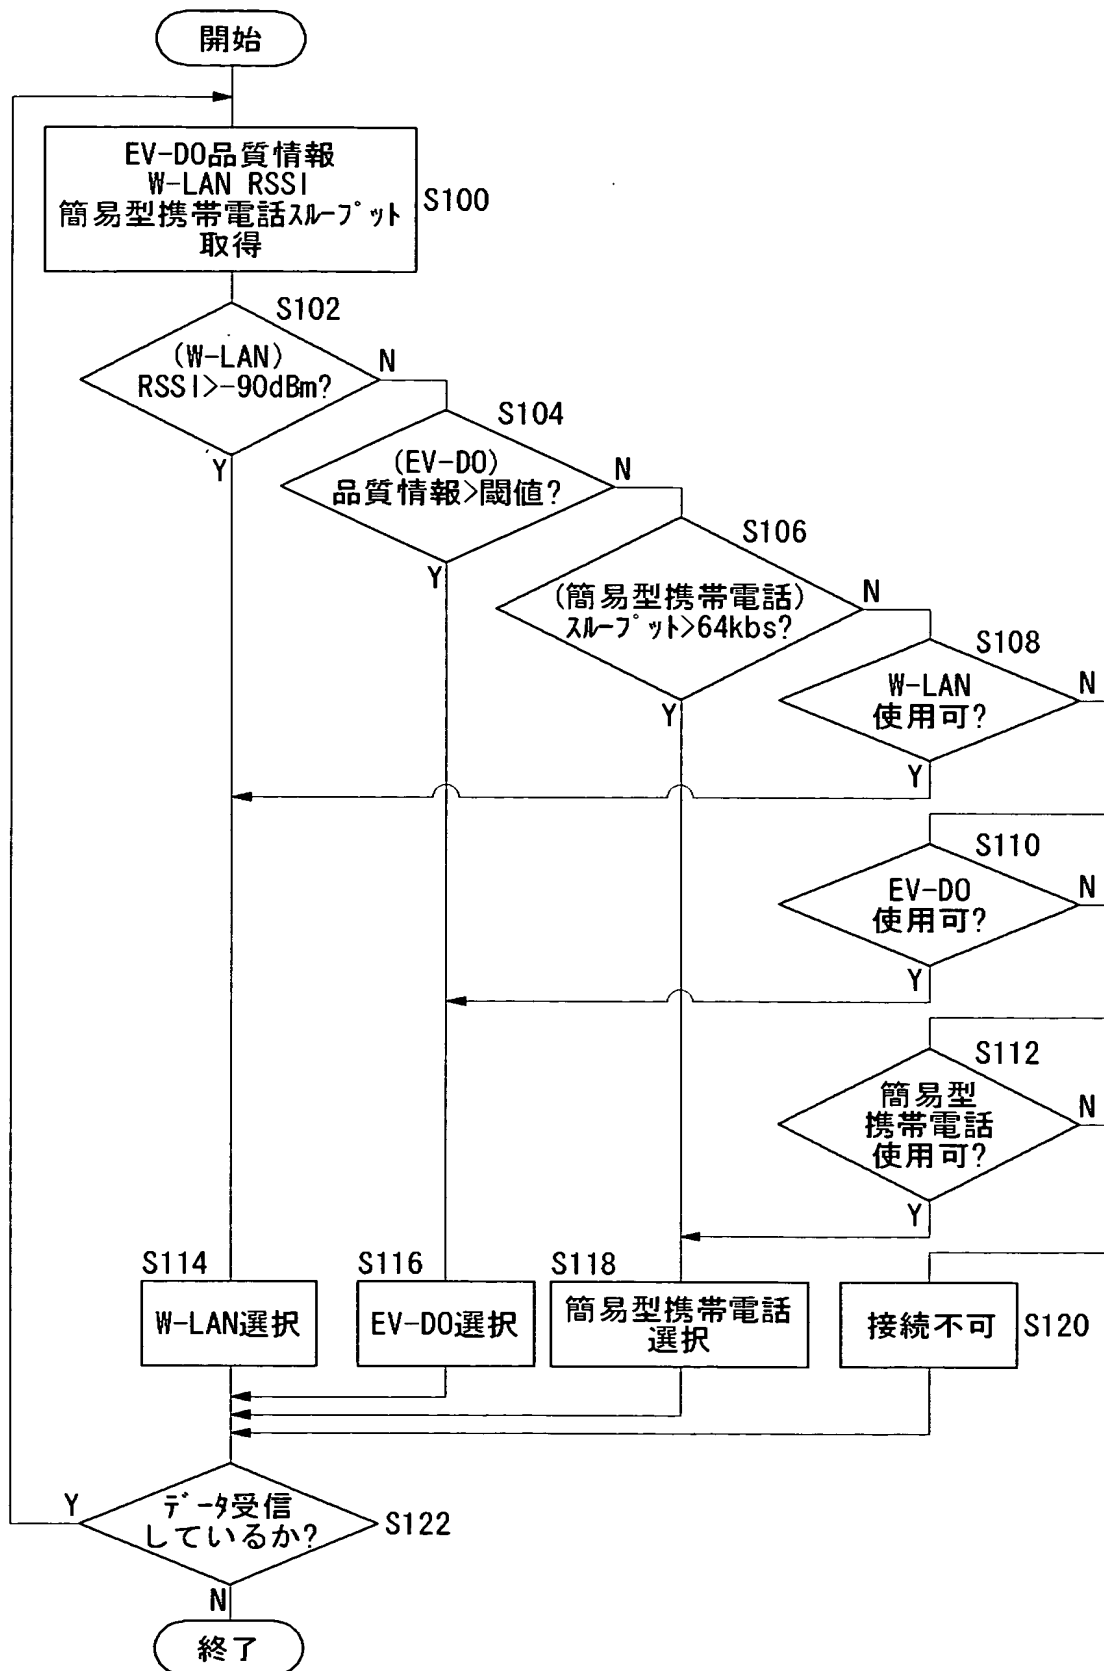 開始
EV-DO品質情報
W-LAN RSSI
簡易型携帯電話ｽﾙｰﾌﾟｯﾄ
取得
S100
S102
(W-LAN)
RSSI>-90dBm?
N
Y
S104
(EV-DO)
品質情報>閾値?
N
Y
S106
(簡易型携帯電話)
ｽﾙｰﾌﾟｯﾄ>64kbs?
N
Y
S108
W-LAN
使用可?
N
Y
S110
EV-DO
使用可?
N
Y
S112
簡易型
携帯電話
使用可?
N
Y
S114
W-LAN選択
S116
EV-DO選択
S118
簡易型携帯電話
選択
接続不可
S120
ﾃﾞｰﾀ受信
しているか?
S122
Y
N
終了